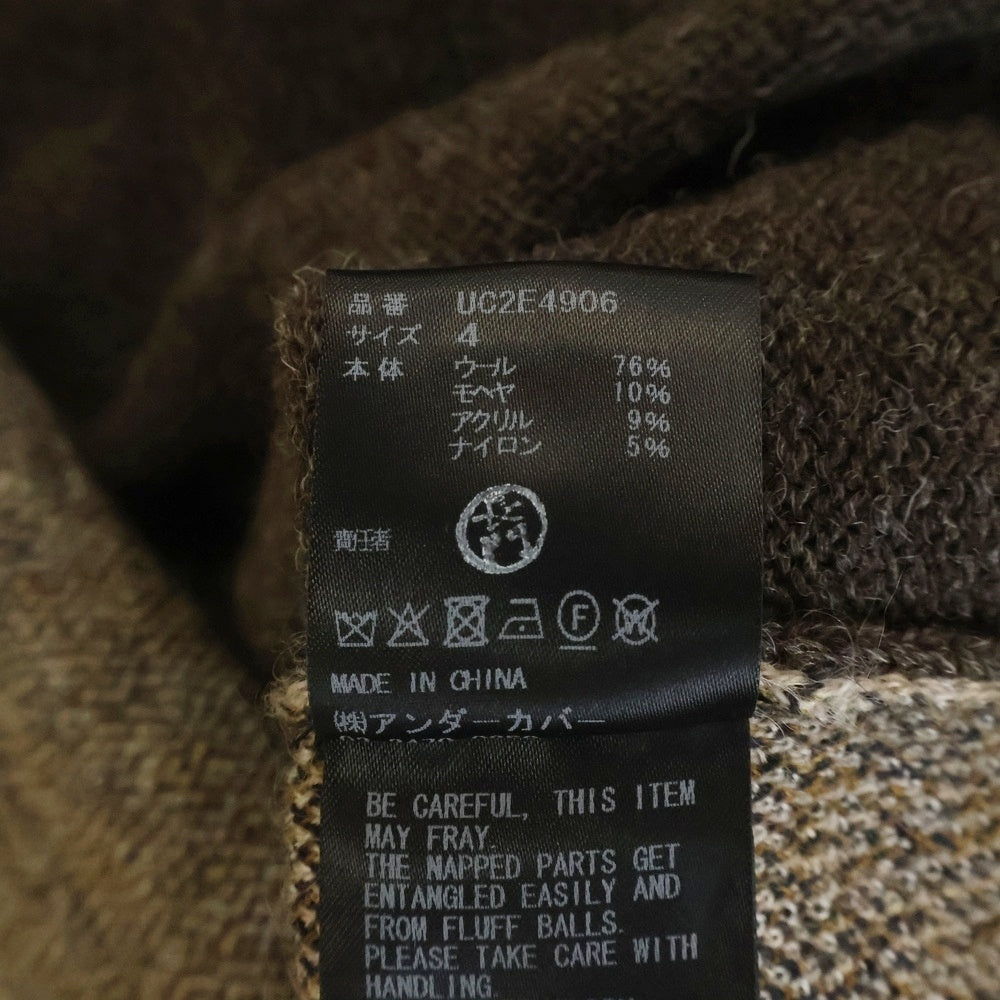 品番 UC2E4906
サイズ 4
本体 ウール 76%
モヘヤ 10%
アクリル 9%
ナイロン 5%
責任者
F W
MADE IN CHINA
(株)アンダーカバー
BE CAREFUL, THIS ITEM
MAY FRAY.
THE NAPPED PARTS GET
ENTANGLED EASILY AND
FROM FLUFF BALLS.
PLEASE TAKE CARE WITH
HANDLING.